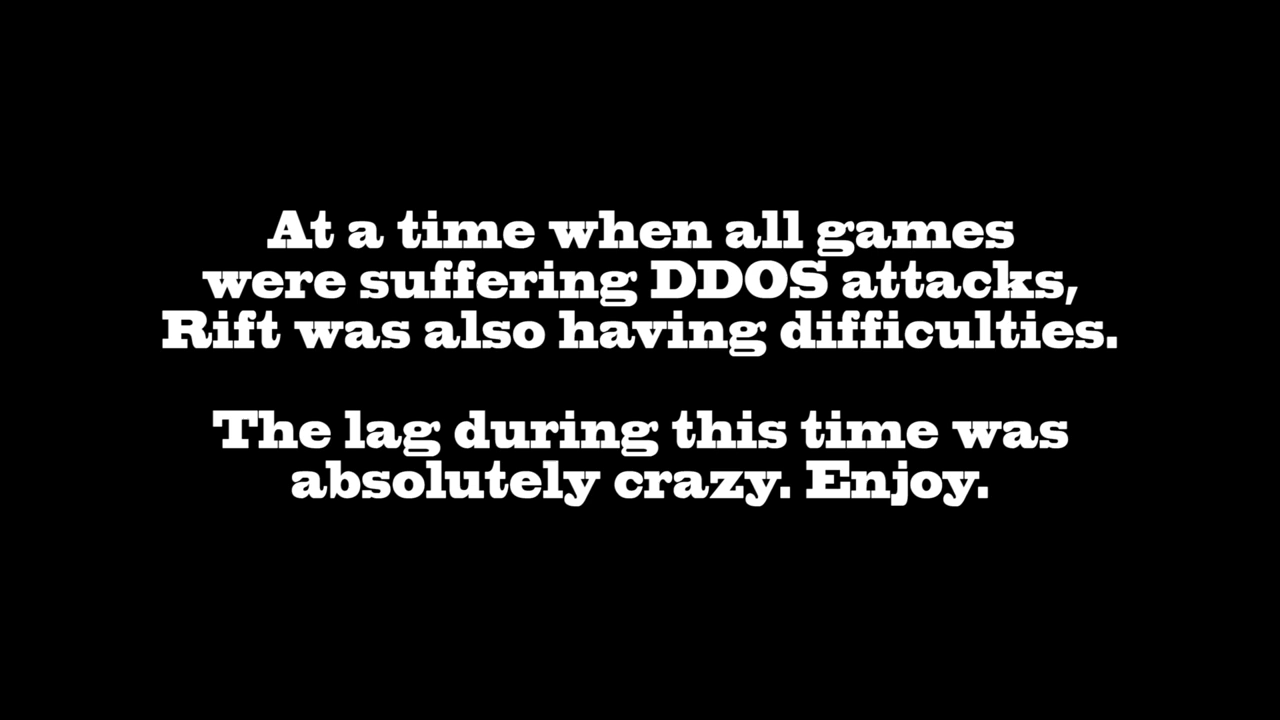 At a time when all games
were suffering DDOS attacks,
Rift was also having difficulties.
The lag during this time was
absolutely crazy. Enjoy.